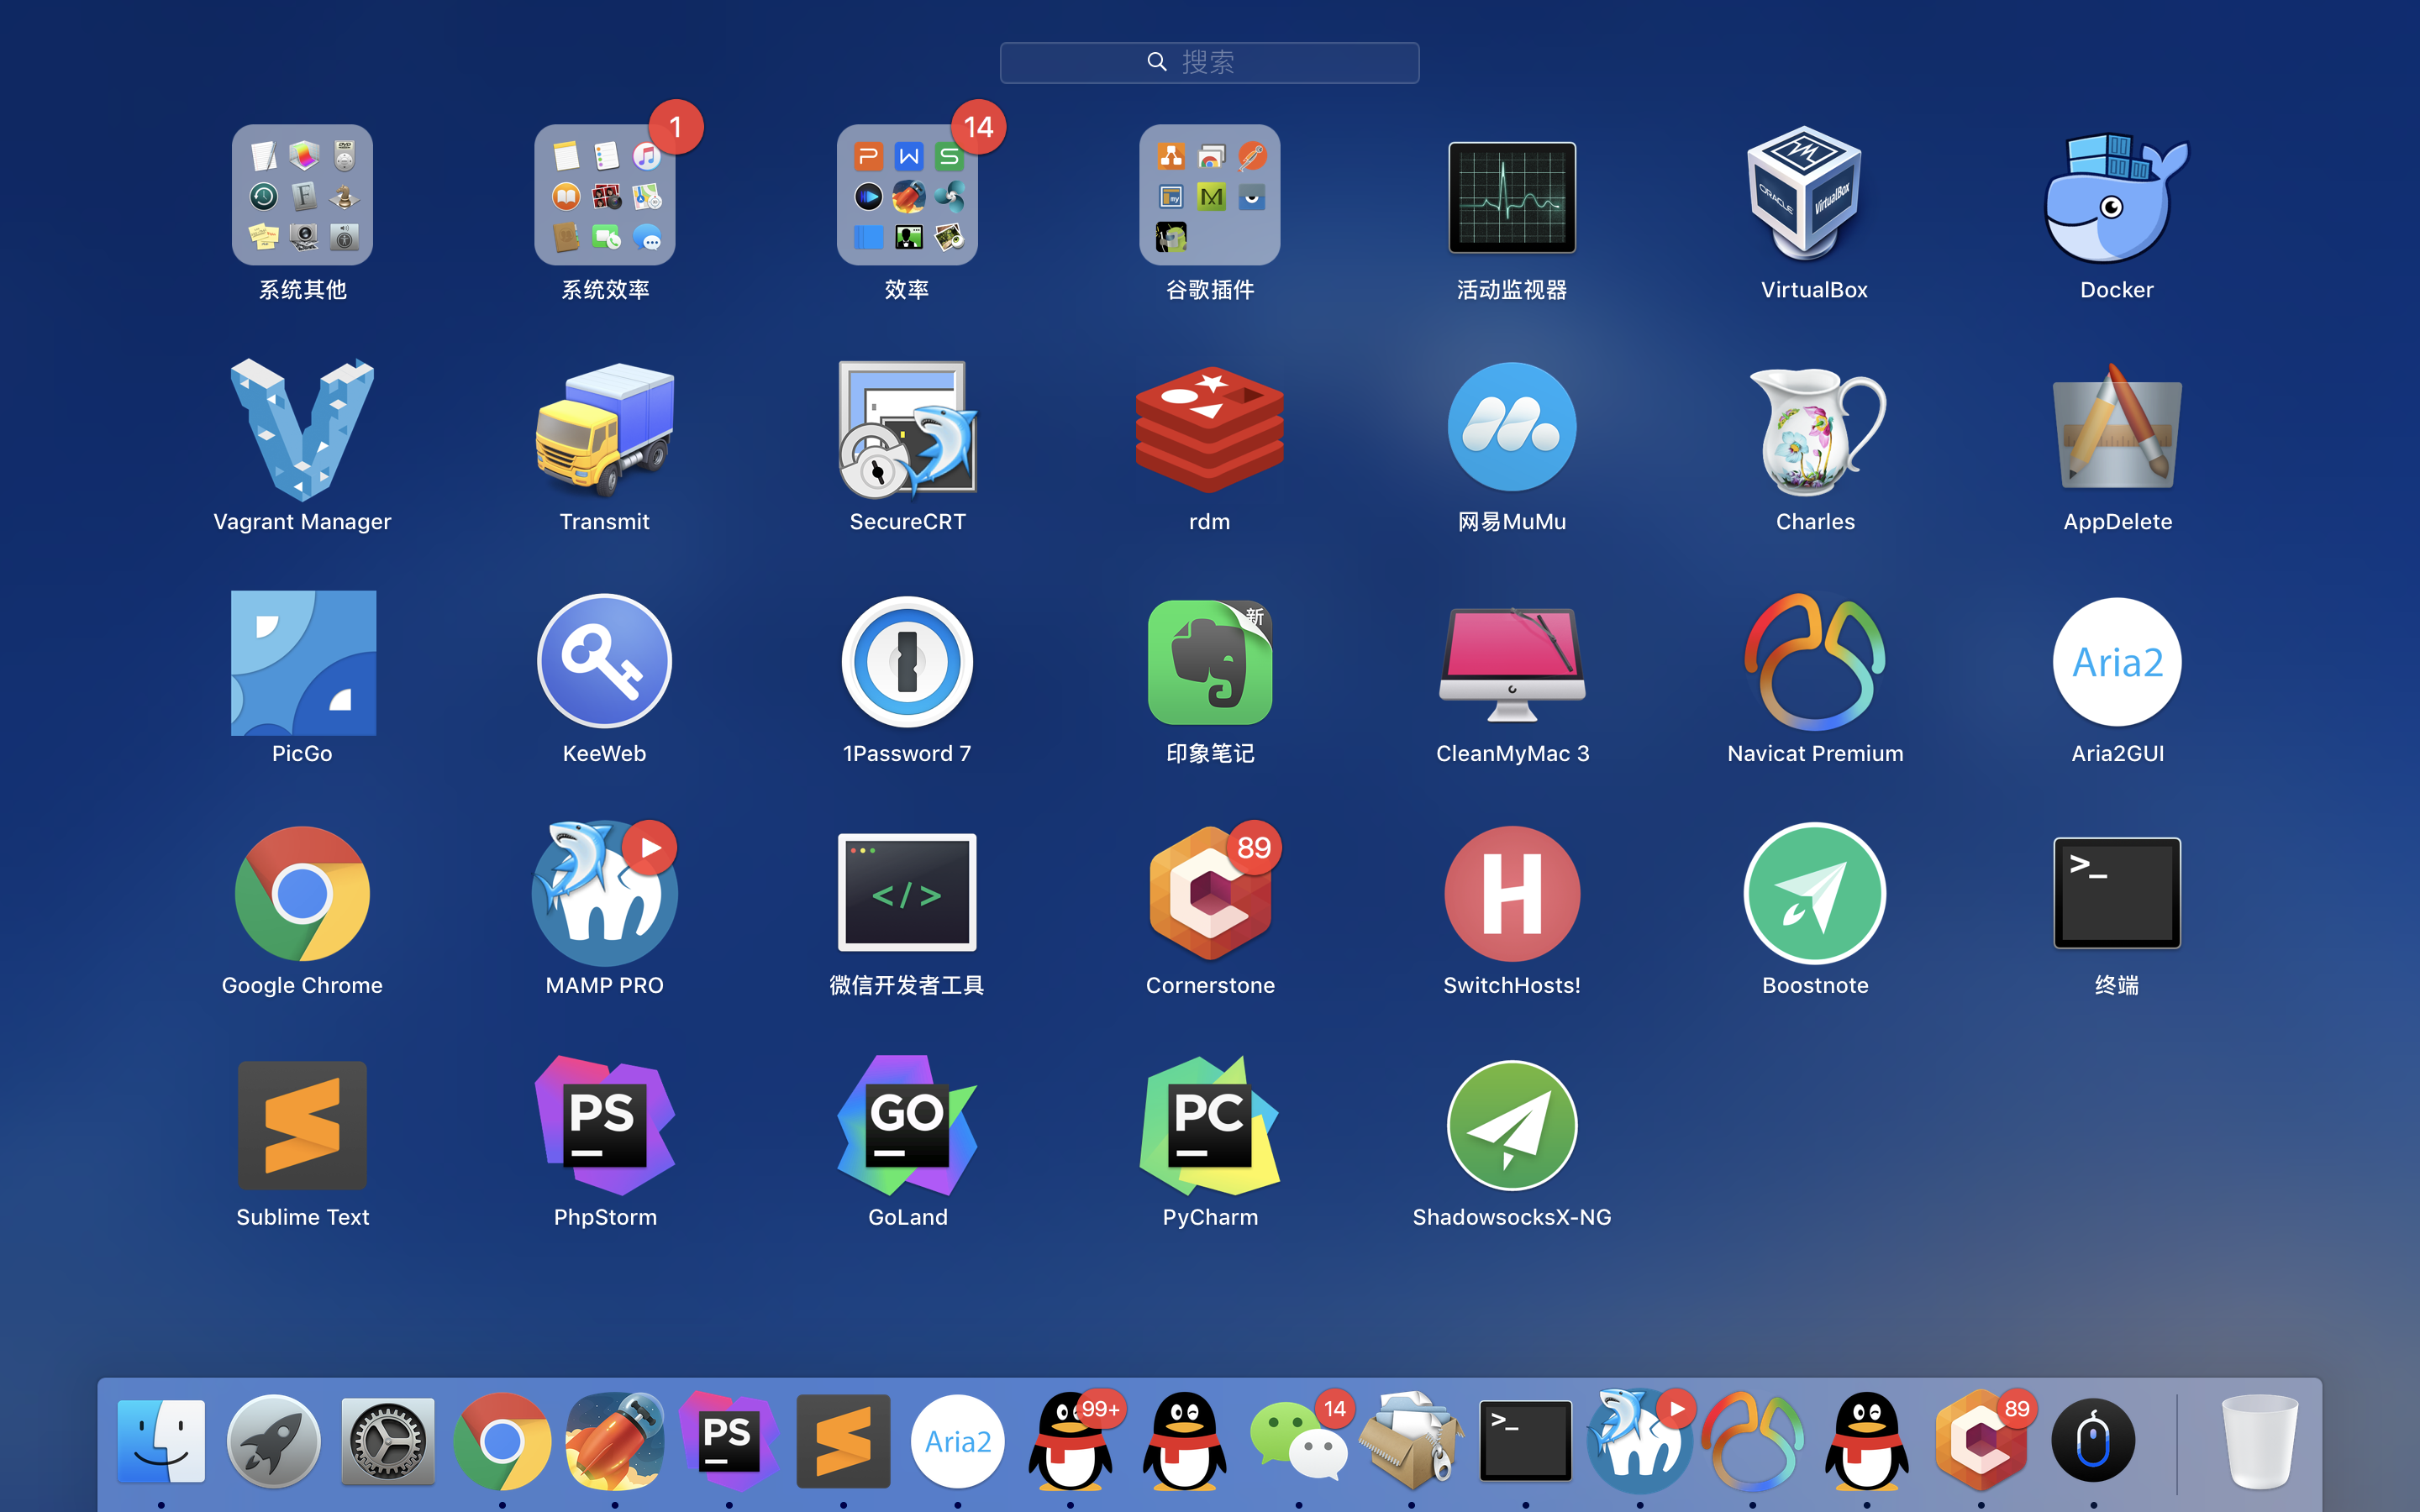 搜索
1
14
系统其他
系统效率
效率
谷歌插件
活动监视器
ORACLE
VirtualBox
VirtualBox
Docker
Vagrant Manager
Transmit
SecureCRT
rdm
网易MuMu
Charles
AppDelete
新
Aria2
PicGo
KeeWeb
1Password 7
印象笔记
CleanMyMac 3
Navicat Premium
Aria2GUI
89
</>
H
>_
Google Chrome
MAMP PRO
微信开发者工具
Cornerstone
SwitchHosts!
Boostnote
终端
PS
GO
PC
Sublime Text
PhpStorm
GoLand
PyCharm
ShadowsocksX-NG
PS
Aria2
99+
14
>_
89